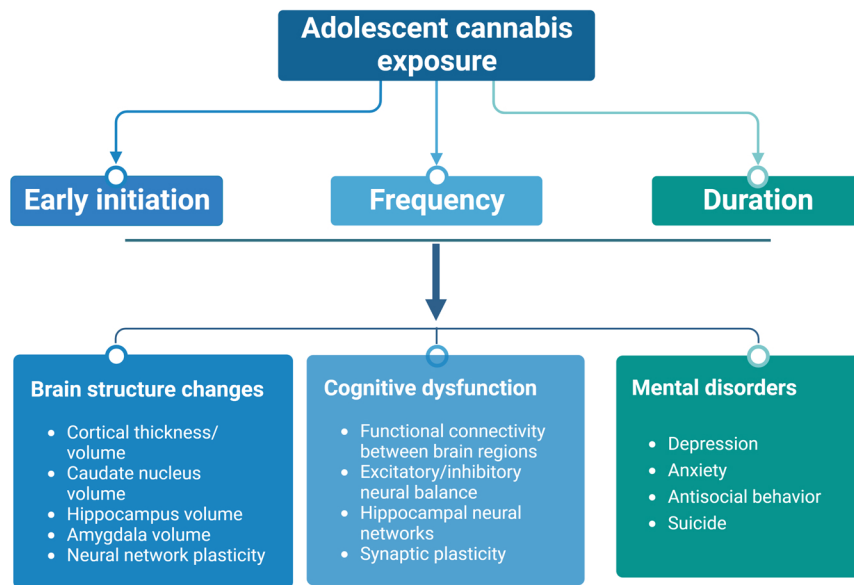 Adolescent cannabis
exposure
Early initiation
Frequency
Duration
Brain structure changes
• Cortical thickness/
volume
• Caudate nucleus
volume
• Hippocampus volume
• Amygdala volume
• Neural network plasticity
Cognitive dysfunction
• Functional connectivity
between brain regions
• Excitatory/inhibitory
neural balance
• Hippocampal neural
networks
• Synaptic plasticity
Mental disorders
• Depression
• Anxiety
• Antisocial behavior
• Suicide